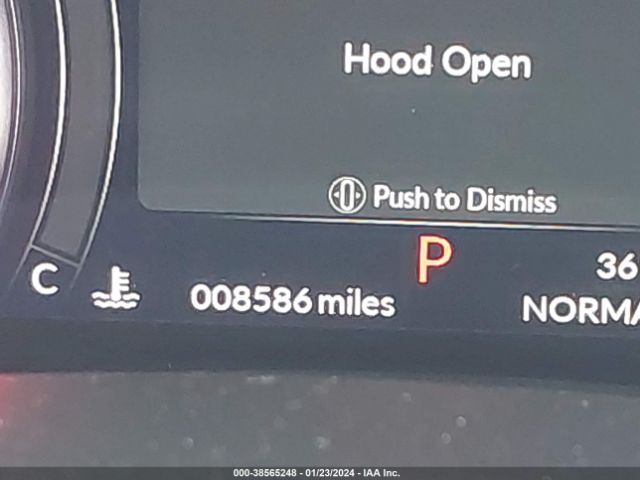 Hood Open
Push to Dismiss
P
36
C
008586 miles
NORMA
000-38565248 - 01/23/2024 - IAA Inc.